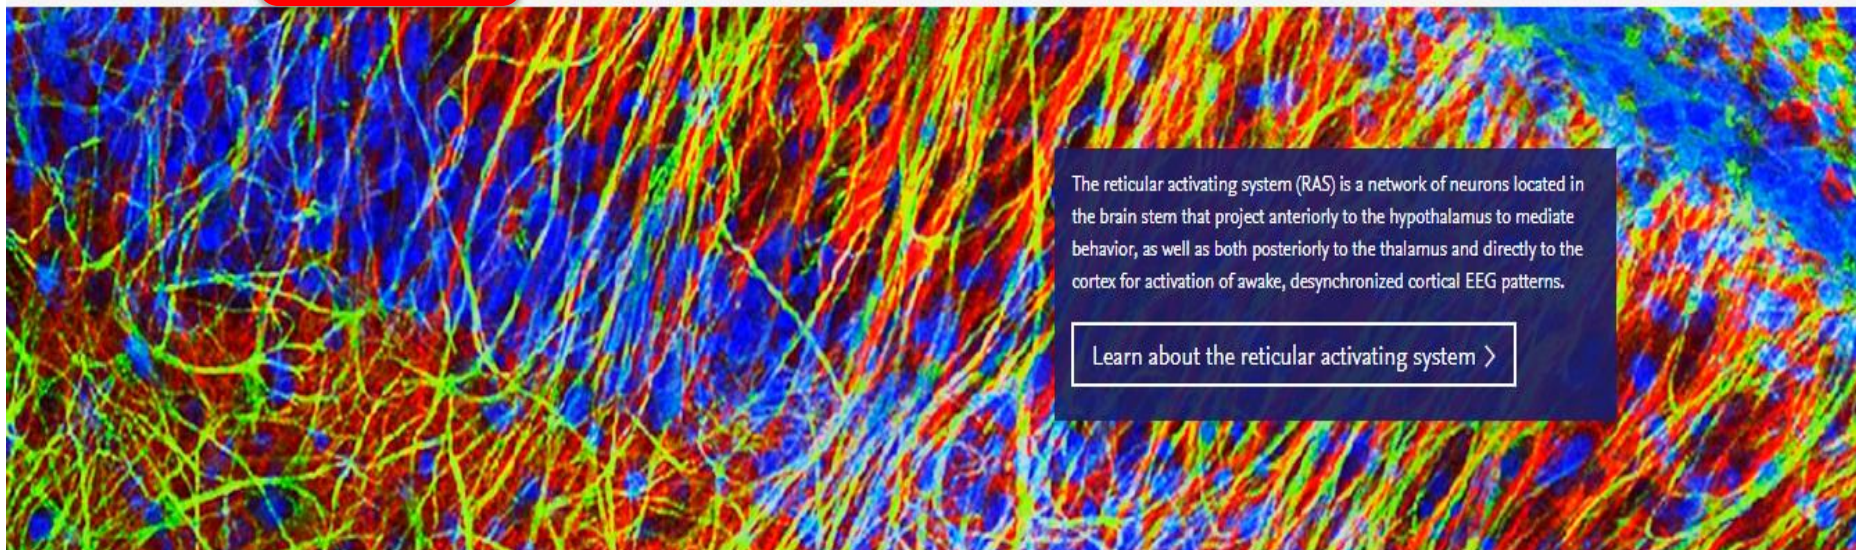 The reticular activating system (RAS) is a network of neurons located in
the brain stem that project anteriorly to the hypothalamus to mediate
behavior, as well as both posteriorly to the thalamus and directly to the
cortex for activation of awake, desynchronized cortical EEG patterns.
Learn about the reticular activating system >